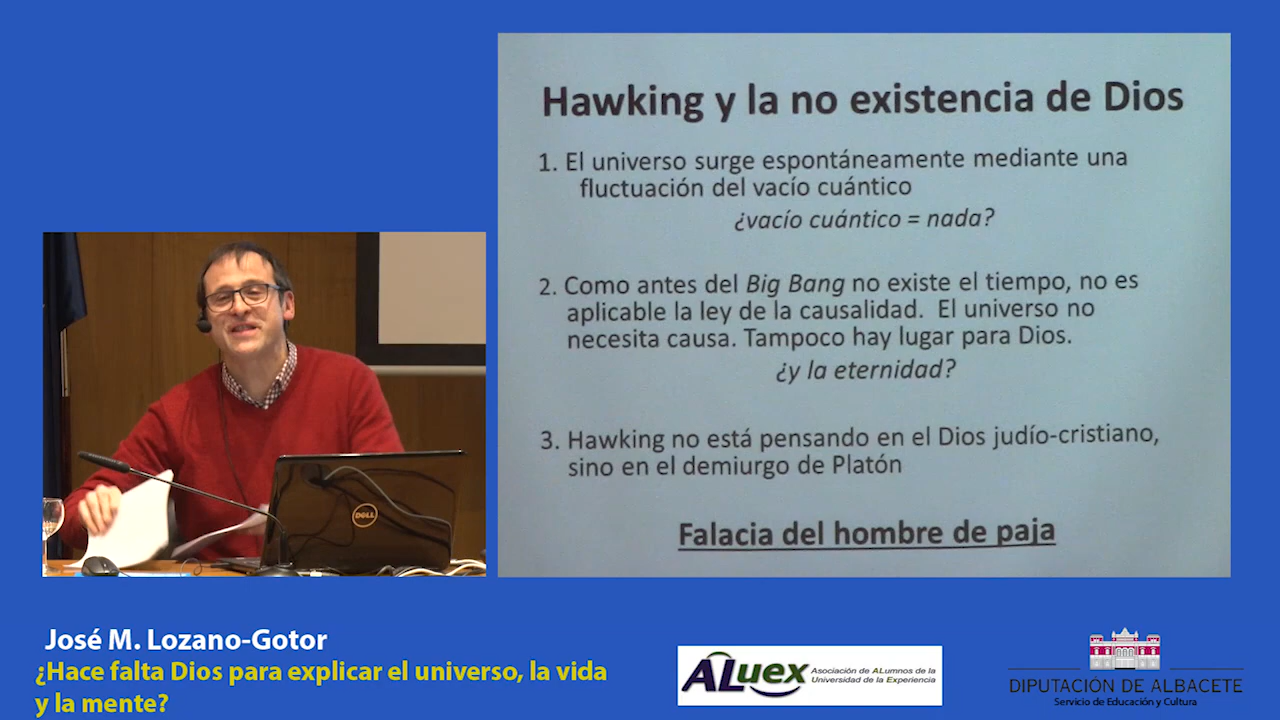 Hawking y la no existencia de Dios
1. El universo surge espontáneamente mediante una
fluctuación del vacío cuántico
¿vacío cuántico = nada?
2. Como antes del Big Bang no existe el tiempo, no es
aplicable la ley de la causalidad. El universo no
necesita causa. Tampoco hay lugar para Dios.
¿y la eternidad?
3. Hawking no está pensando en el Dios judío-cristiano,
sino en el demiurgo de Platón
Falacia del hombre de paja
DELL
José M. Lozano-Gotor
¿Hace falta Dios para explicar el universo, la vida
y la mente?
ALuex
Asociación de ALumnos de la
Universidad de la Experiencia
DIPUTACIÓN DE ALBACETE
Servicio de Educación y Cultura